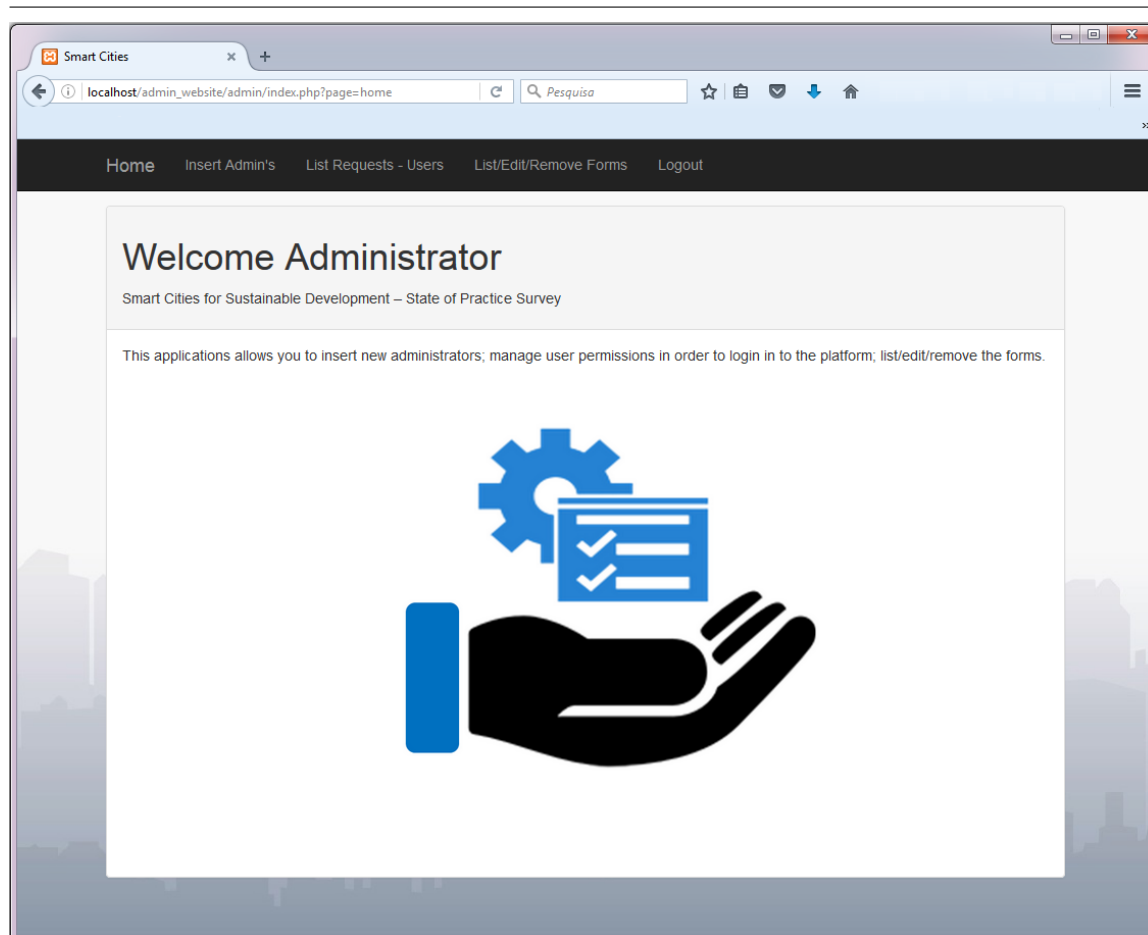 Smart Cities
localhost/admin_website/admin/index.php?page=home
Pesquisa
Home Insert Admin's List Requests - Users List/Edit/Remove Forms Logout
Welcome Administrator
Smart Cities for Sustainable Development – State of Practice Survey
This applications allows you to insert new administrators; manage user permissions in order to login in to the platform; list/edit/remove the forms.